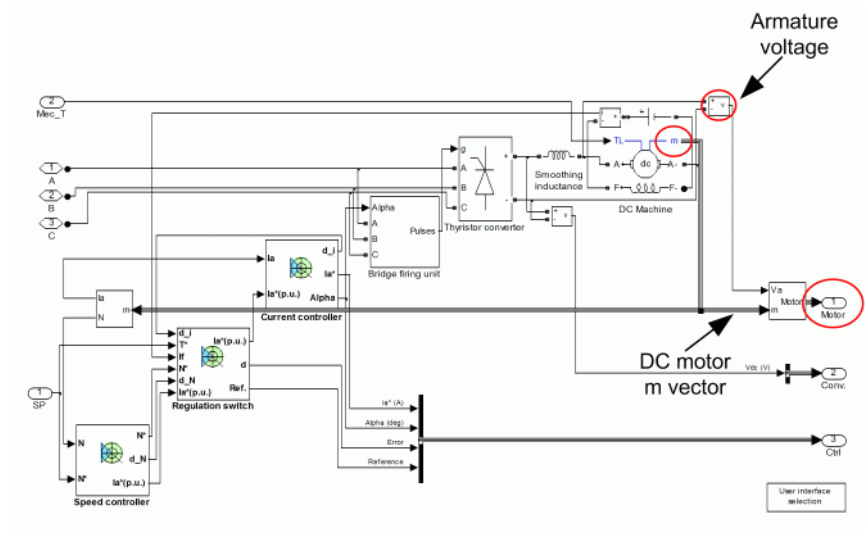 Armature
voltage
2
Mec_T
+
-
v
-
+
+
TL
m
g
A
B
C
+
-
Smoothing
inductance
A+
dc
A-
F+
F-
DC Machine
1
A
2
B
3
C
Thyristor converter
Alpha
A
B
C
Pulses
Bridge firing unit
+
-
v
Ia
Ia*(p.u.)
d_i
Ia*
Alpha
Current controller
Ia
N
m
Va
m
Motor
1
Motor
d_i
T*
If
N*
d_N
Ia*(p.u.)
Ia*(p.u.)
d
Ref.
Regulation switch
DC motor
m vector
Vdc (V)
2
Conv.
1
SP
Ia* (A)
Alpha (deg)
Error
Reference
3
Ctrl
N
N*
N*
d_N
Ia*(p.u.)
Speed controller
User interface
selection